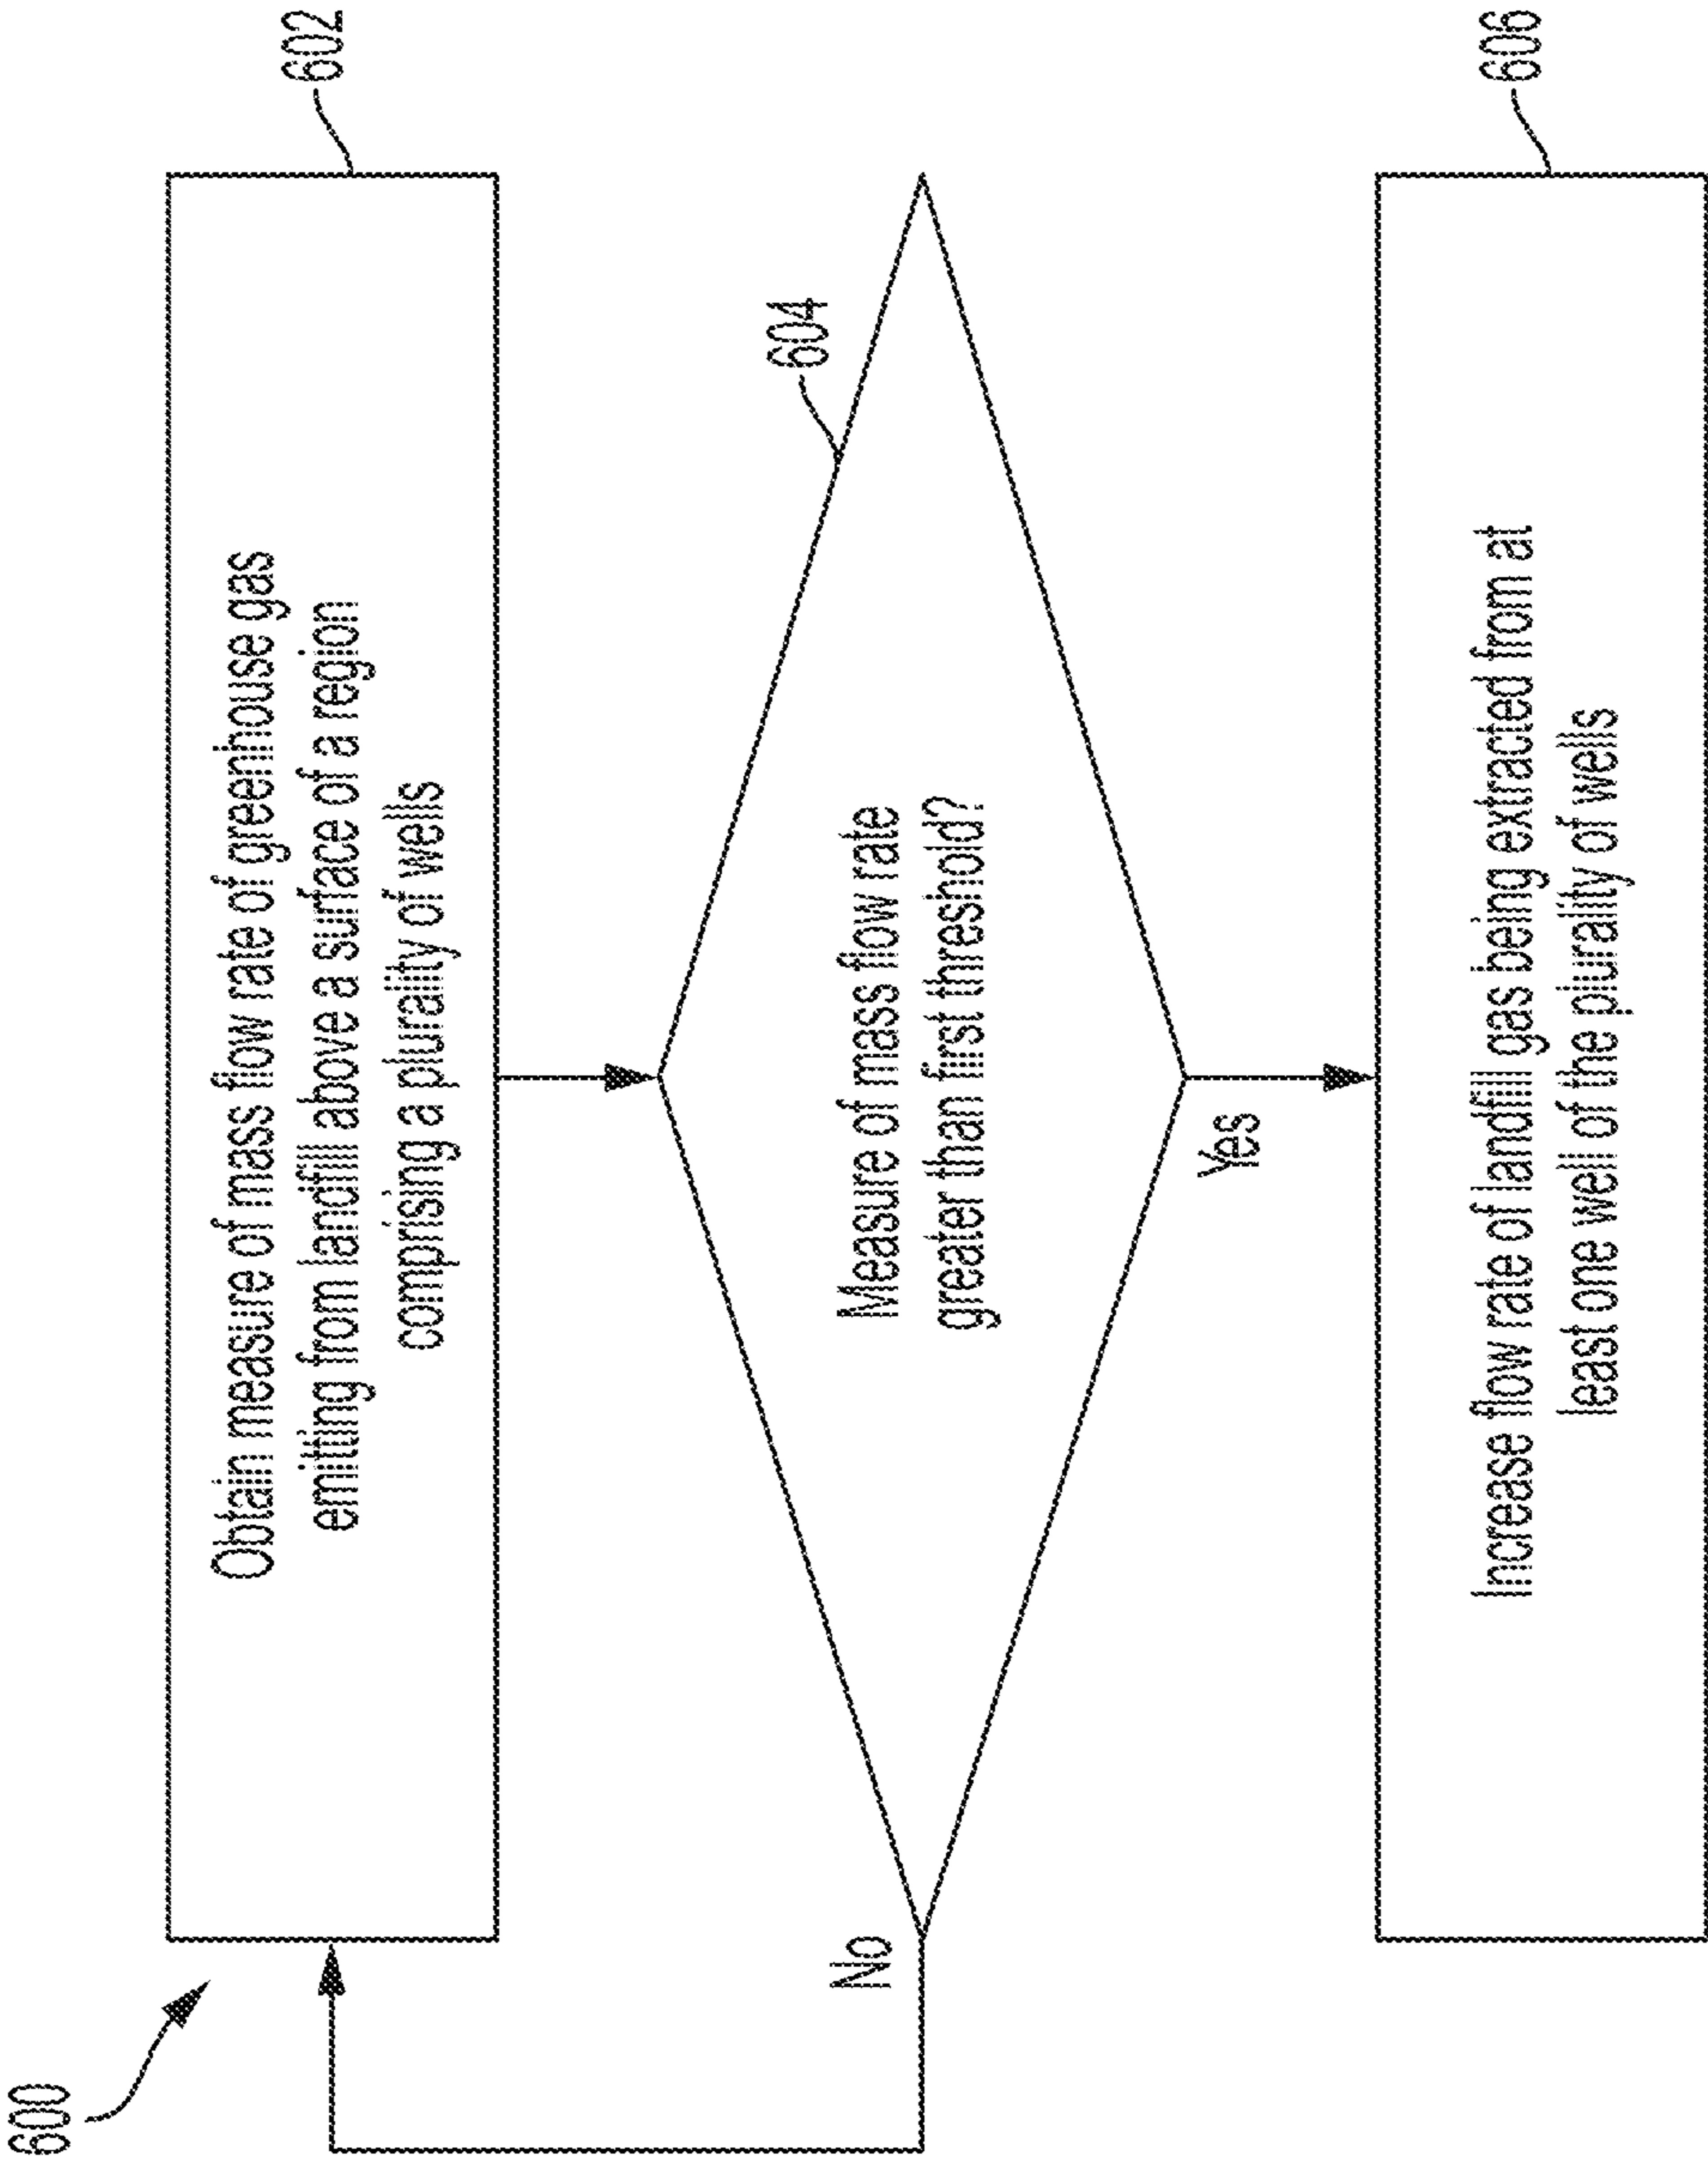 600
Obtain measure of mass flow rate of greenhouse gas
emitting from landfill above a surface of a region
comprising a plurality of wells
602
604
Measure of mass flow rate
greater than first threshold?
No
Yes
Increase flow rate of landfill gas being extracted from at
least one well of the plurality of wells
606